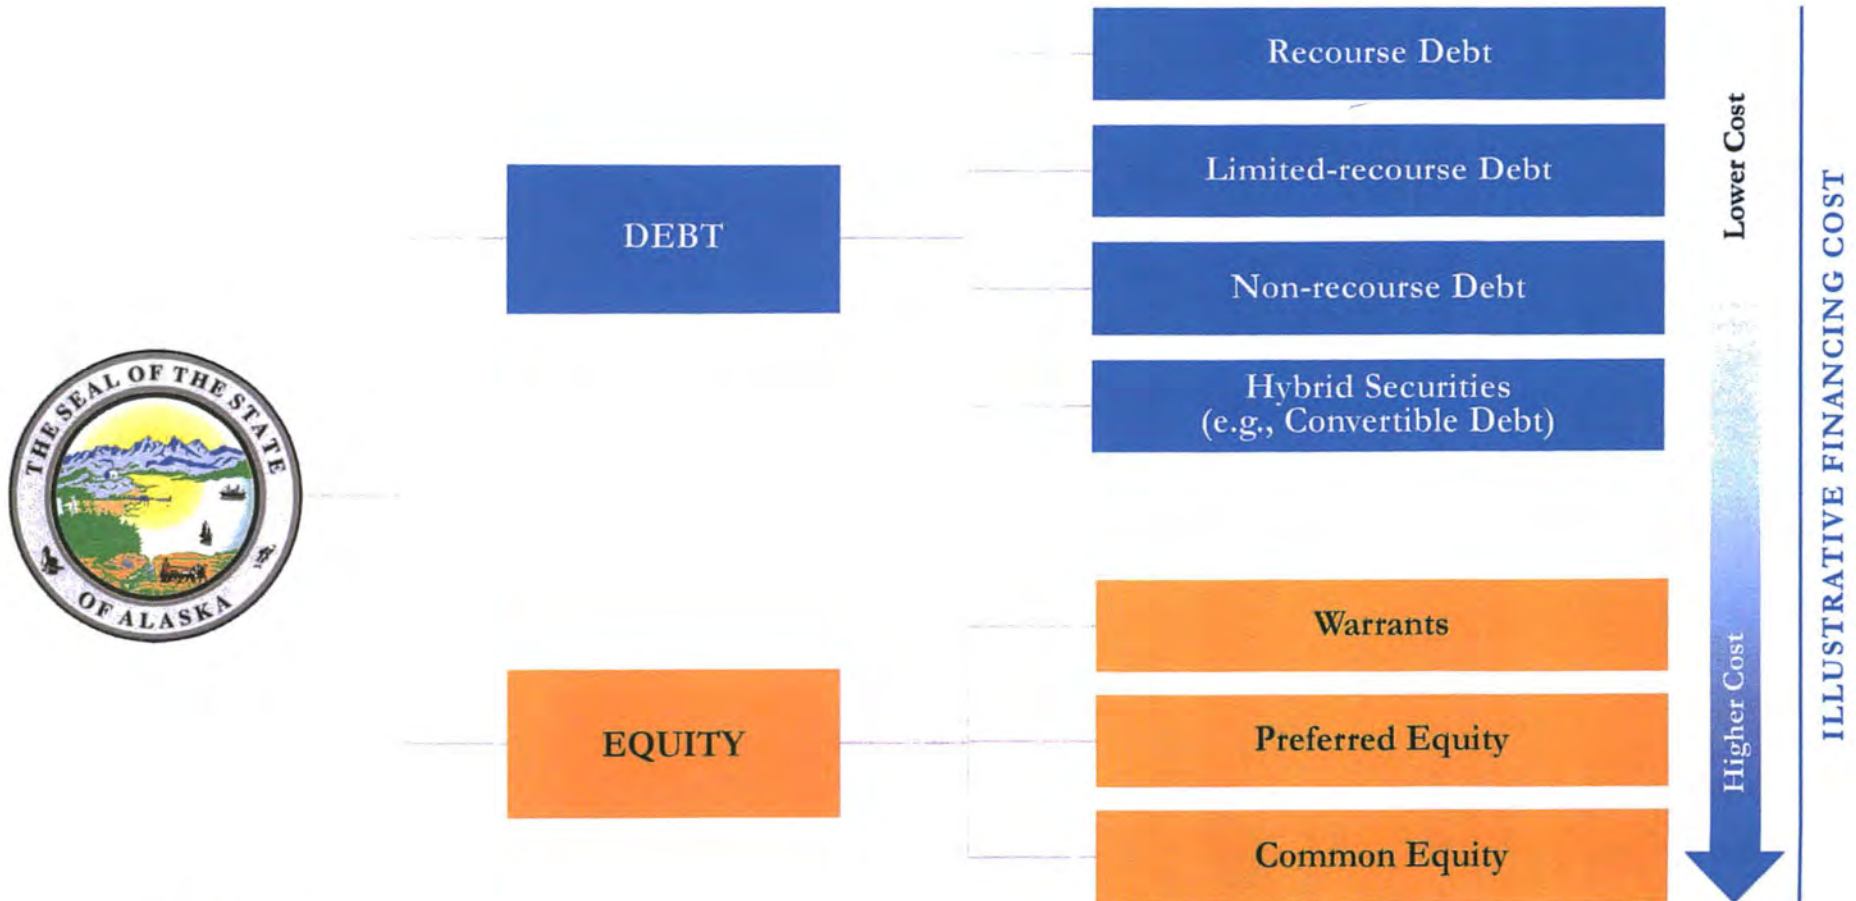 THE SEAL OF THE STATE
OF ALASKA
DEBT
EQUITY
Recourse Debt
Limited-recourse Debt
Non-recourse Debt
Hybrid Securities
(e.g., Convertible Debt)
Warrants
Preferred Equity
Common Equity
Lower Cost
Higher Cost
ILLUSTRATIVE FINANCING COST